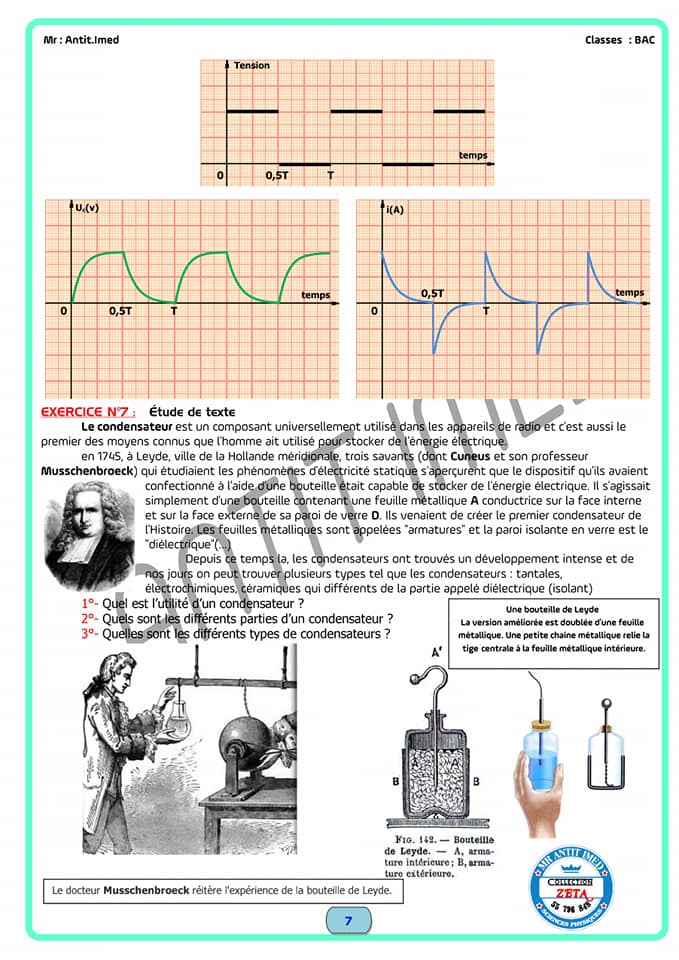 Mr : Antit.Imed
Classes : BAC
Tension
temps
0
0,5T
T
Uc(v)
temps
0
0,5T
T
i(A)
0,5T
temps
0
T
EXERCICE N°7 : Étude de texte
Le condensateur est un composant universellement utilisé dans les appareils de radio et c'est aussi le
premier des moyens connus que l'homme ait utilisé pour stocker de l'énergie électrique.
en 1745, à Leyde, ville de la Hollande méridionale, trois savants (dont Cuneus et son professeur
Musschenbroeck) qui étudiaient les phénomènes d'électricité statique s'aperçurent que le dispositif qu'ils avaient
confectionné à l'aide d'une bouteille était capable de stocker de l'énergie électrique. Il s'agissait
simplement d'une bouteille contenant une feuille métallique A conductrice sur la face interne
et sur la face externe de sa paroi de verre D. Ils venaient de créer le premier condensateur de
l'Histoire. Les feuilles métalliques sont appelées "armatures" et la paroi isolante en verre est le
"diélectrique"(...)
Depuis ce temps la, les condensateurs ont trouvés un développement intense et de
nos jours on peut trouver plusieurs types tel que les condensateurs : tantales,
électrochimiques, céramiques qui différents de la partie appelé diélectrique (isolant)
1°- Quel est l'utilité d'un condensateur ?
2°- Quels sont les différents parties d'un condensateur ?
3°- Quelles sont les différents types de condensateurs ?
Une bouteille de Leyde
La version améliorée est doublée d'une feuille
métallique. Une petite chaîne métallique relie la
tige centrale à la feuille métallique intérieure.
A'
B
A
A
B
FIG. 142. — Bouteille
de Leyde. — A, arma-
ture intérieure ; B, arma-
ture extérieure.
Le docteur Musschenbroeck réitère l'expérience de la bouteille de Leyde.
MR ANTIT IMED
COLLECTION
ZETA
55 796 848
SCIENCES PHYSIQUES
7
ANTIT IMED